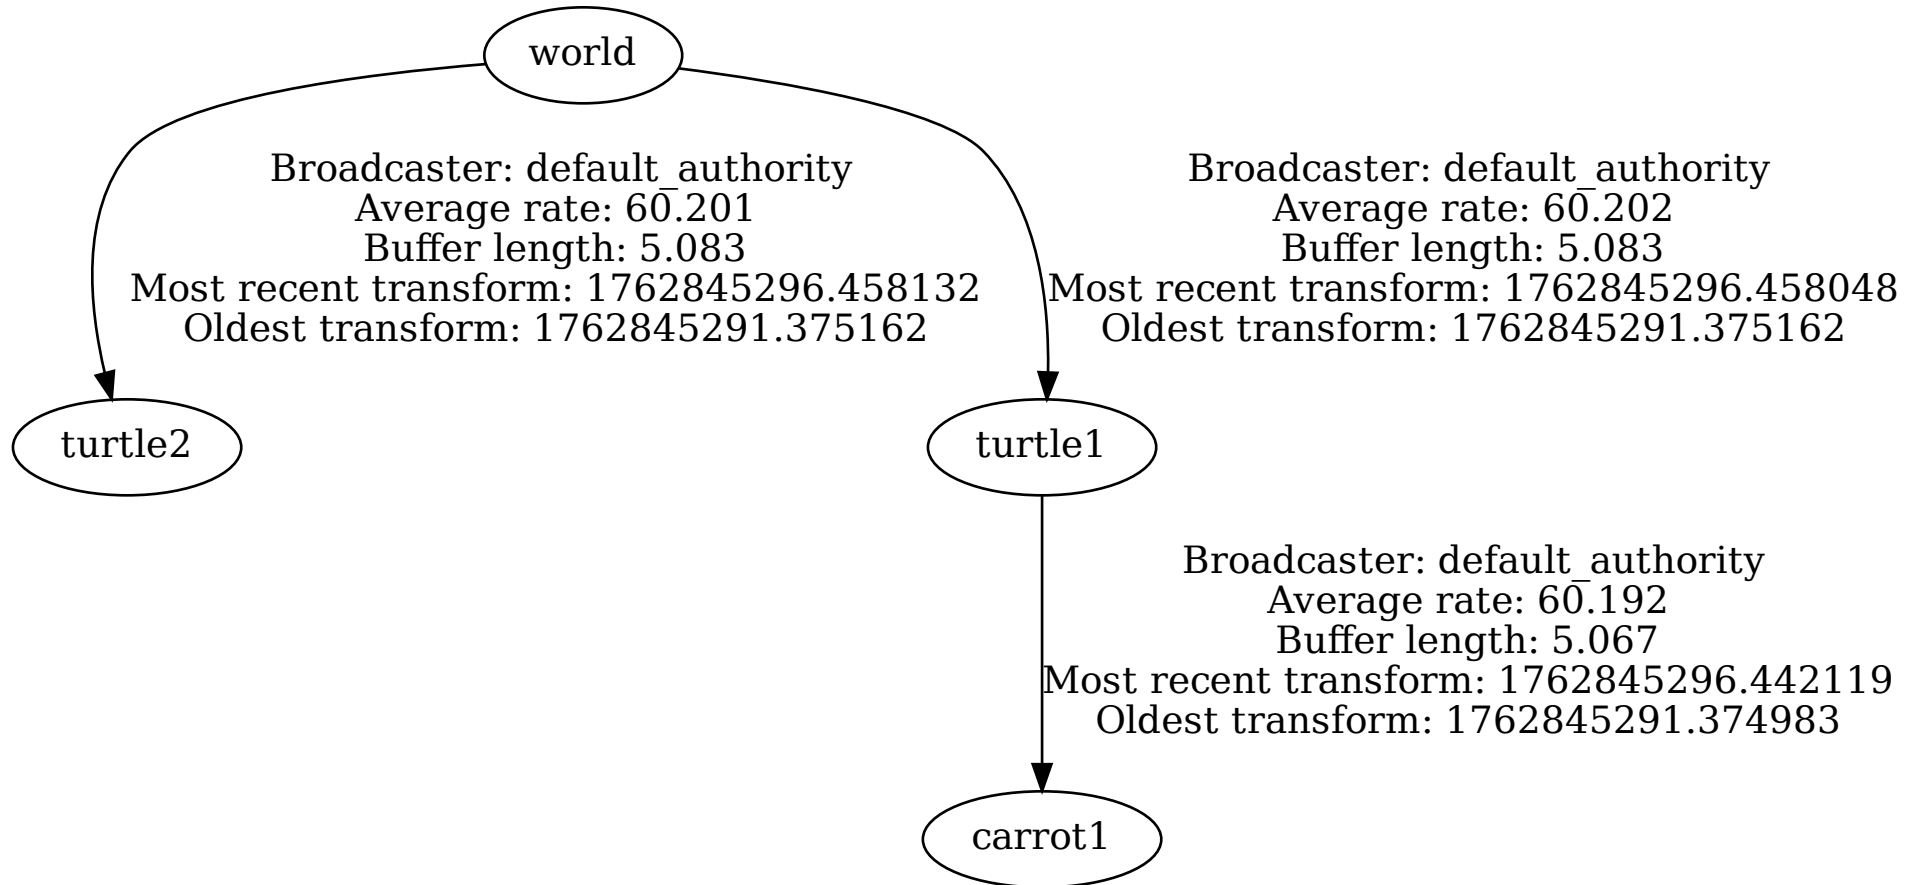 world
Broadcaster: default_authority
Average rate: 60.201
Buffer length: 5.083
Most recent transform: 1762845296.458132
Oldest transform: 1762845291.375162
Broadcaster: default_authority
Average rate: 60.202
Buffer length: 5.083
Most recent transform: 1762845296.458048
Oldest transform: 1762845291.375162
turtle2
turtle1
Broadcaster: default_authority
Average rate: 60.192
Buffer length: 5.067
Most recent transform: 1762845296.442119
Oldest transform: 1762845291.374983
carrot1